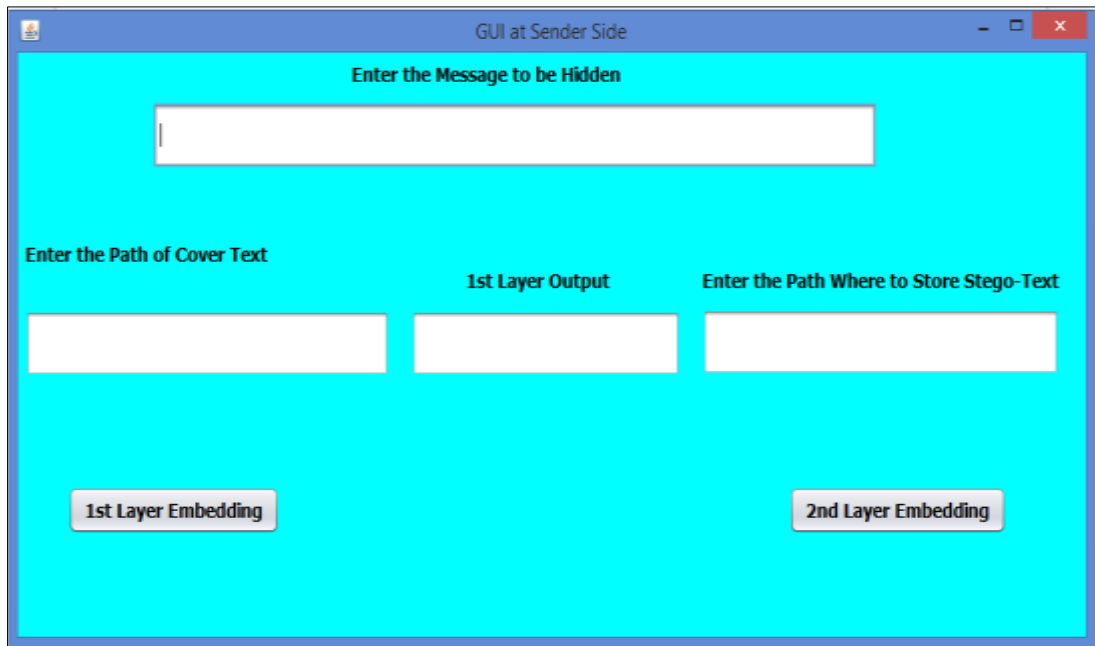 GUI at Sender Side
Enter the Message to be Hidden
Enter the Path of Cover Text
1st Layer Output
Enter the Path Where to Store Stego-Text
1st Layer Embedding
2nd Layer Embedding